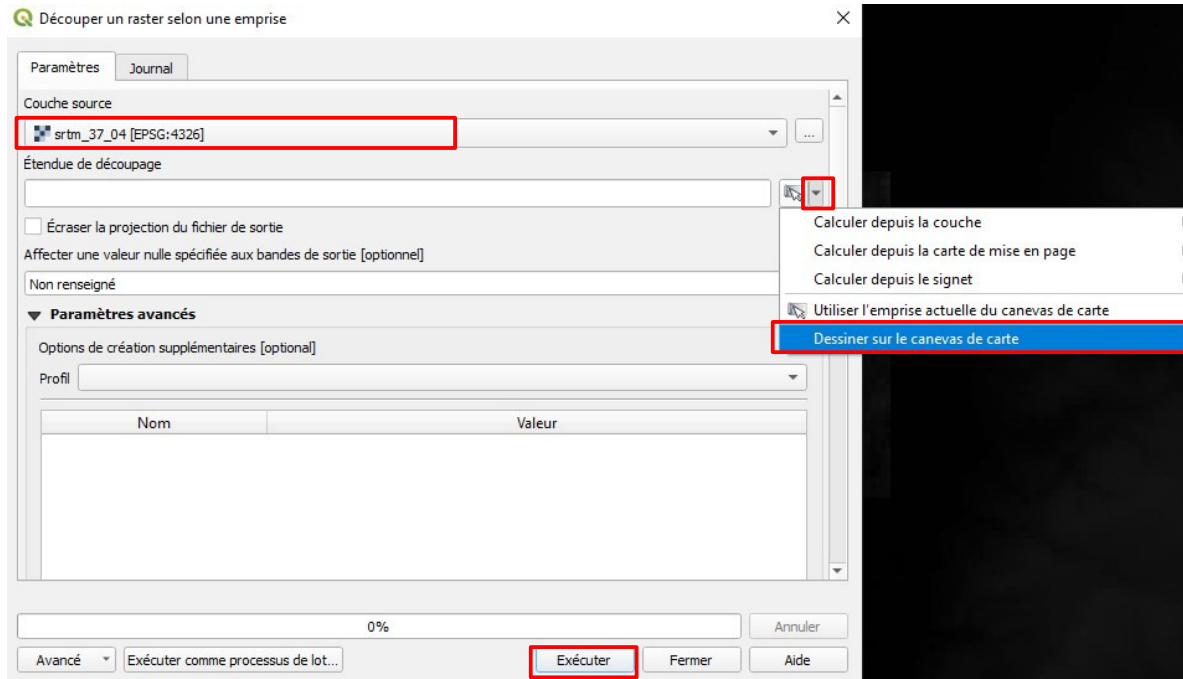 Découper un raster selon une emprise
Paramètres
Journal
Couche source
srtm_37_04 [EPSG:4326]
...
Étendue de découpage
Écraser la projection du fichier de sortie
Affecter une valeur nulle spécifiée aux bandes de sortie [optionnel]
Non renseigné
Calculer depuis la couche
Calculer depuis la carte de mise en page
Calculer depuis le signet
Utiliser l'emprise actuelle du canevas de carte
Dessiner sur le canevas de carte
Paramètres avancés
Options de création supplémentaires [optional]
Profil
Nom
Valeur
0%
Annuler
Avancé
Exécuter comme processus de lot...
Exécuter
Fermer
Aide